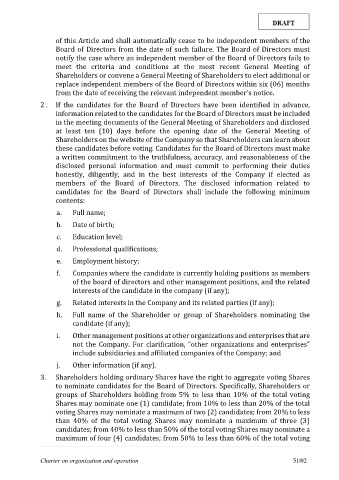 DRAFT
of this Article and shall automatically cease to be independent members of the
Board of Directors from the date of such failure. The Board of Directors must
notify the case where an independent member of the Board of Directors fails to
meet the criteria and conditions at the most recent General Meeting of
Shareholders or convene a General Meeting of Shareholders to elect additional or
replace independent members of the Board of Directors within six (06) months
from the date of receiving the relevant independent member's notice.
2 . If the candidates for the Board of Directors have been identified in advance,
information related to the candidates for the Board of Directors must be included
in the meeting documents of the General Meeting of Shareholders and disclosed
at least ten (10) days before the opening date of the General Meeting of
Shareholders on the website of the Company so that Shareholders can learn about
these candidates before voting. Candidates for the Board of Directors must make
a written commitment to the truthfulness, accuracy, and reasonableness of the
disclosed personal information and must commit to performing their duties
honestly, diligently, and in the best interests of the Company if elected as
members of the Board of Directors. The disclosed information related to
candidates for the Board of Directors shall include the following minimum
contents:
a. Full name;
b. Date of birth;
c. Education level;
d. Professional qualifications;
e. Employment history;
f. Companies where the candidate is currently holding positions as members
of the board of directors and other management positions, and the related
interests of the candidate in the company (if any);
g. Related interests in the Company and its related parties (if any);
h. Full name of the Shareholder or group of Shareholders nominating the
candidate (if any);
i. Other management positions at other organizations and enterprises that are
not the Company. For clarification, "other organizations and enterprises"
include subsidiaries and affiliated companies of the Company; and
j. Other information (if any).
3. Shareholders holding ordinary Shares have the right to aggregate voting Shares
to nominate candidates for the Board of Directors. Specifically, Shareholders or
groups of Shareholders holding from 5% to less than 10% of the total voting
Shares may nominate one (1) candidate; from 10% to less than 20% of the total
voting Shares may nominate a maximum of two (2) candidates; from 20% to less
than 40% of the total voting Shares may nominate a maximum of three (3)
candidates; from 40% to less than 50% of the total voting Shares may nominate a
maximum of four (4) candidates; from 50% to less than 60% of the total voting
Charter on organization and operation 51|92